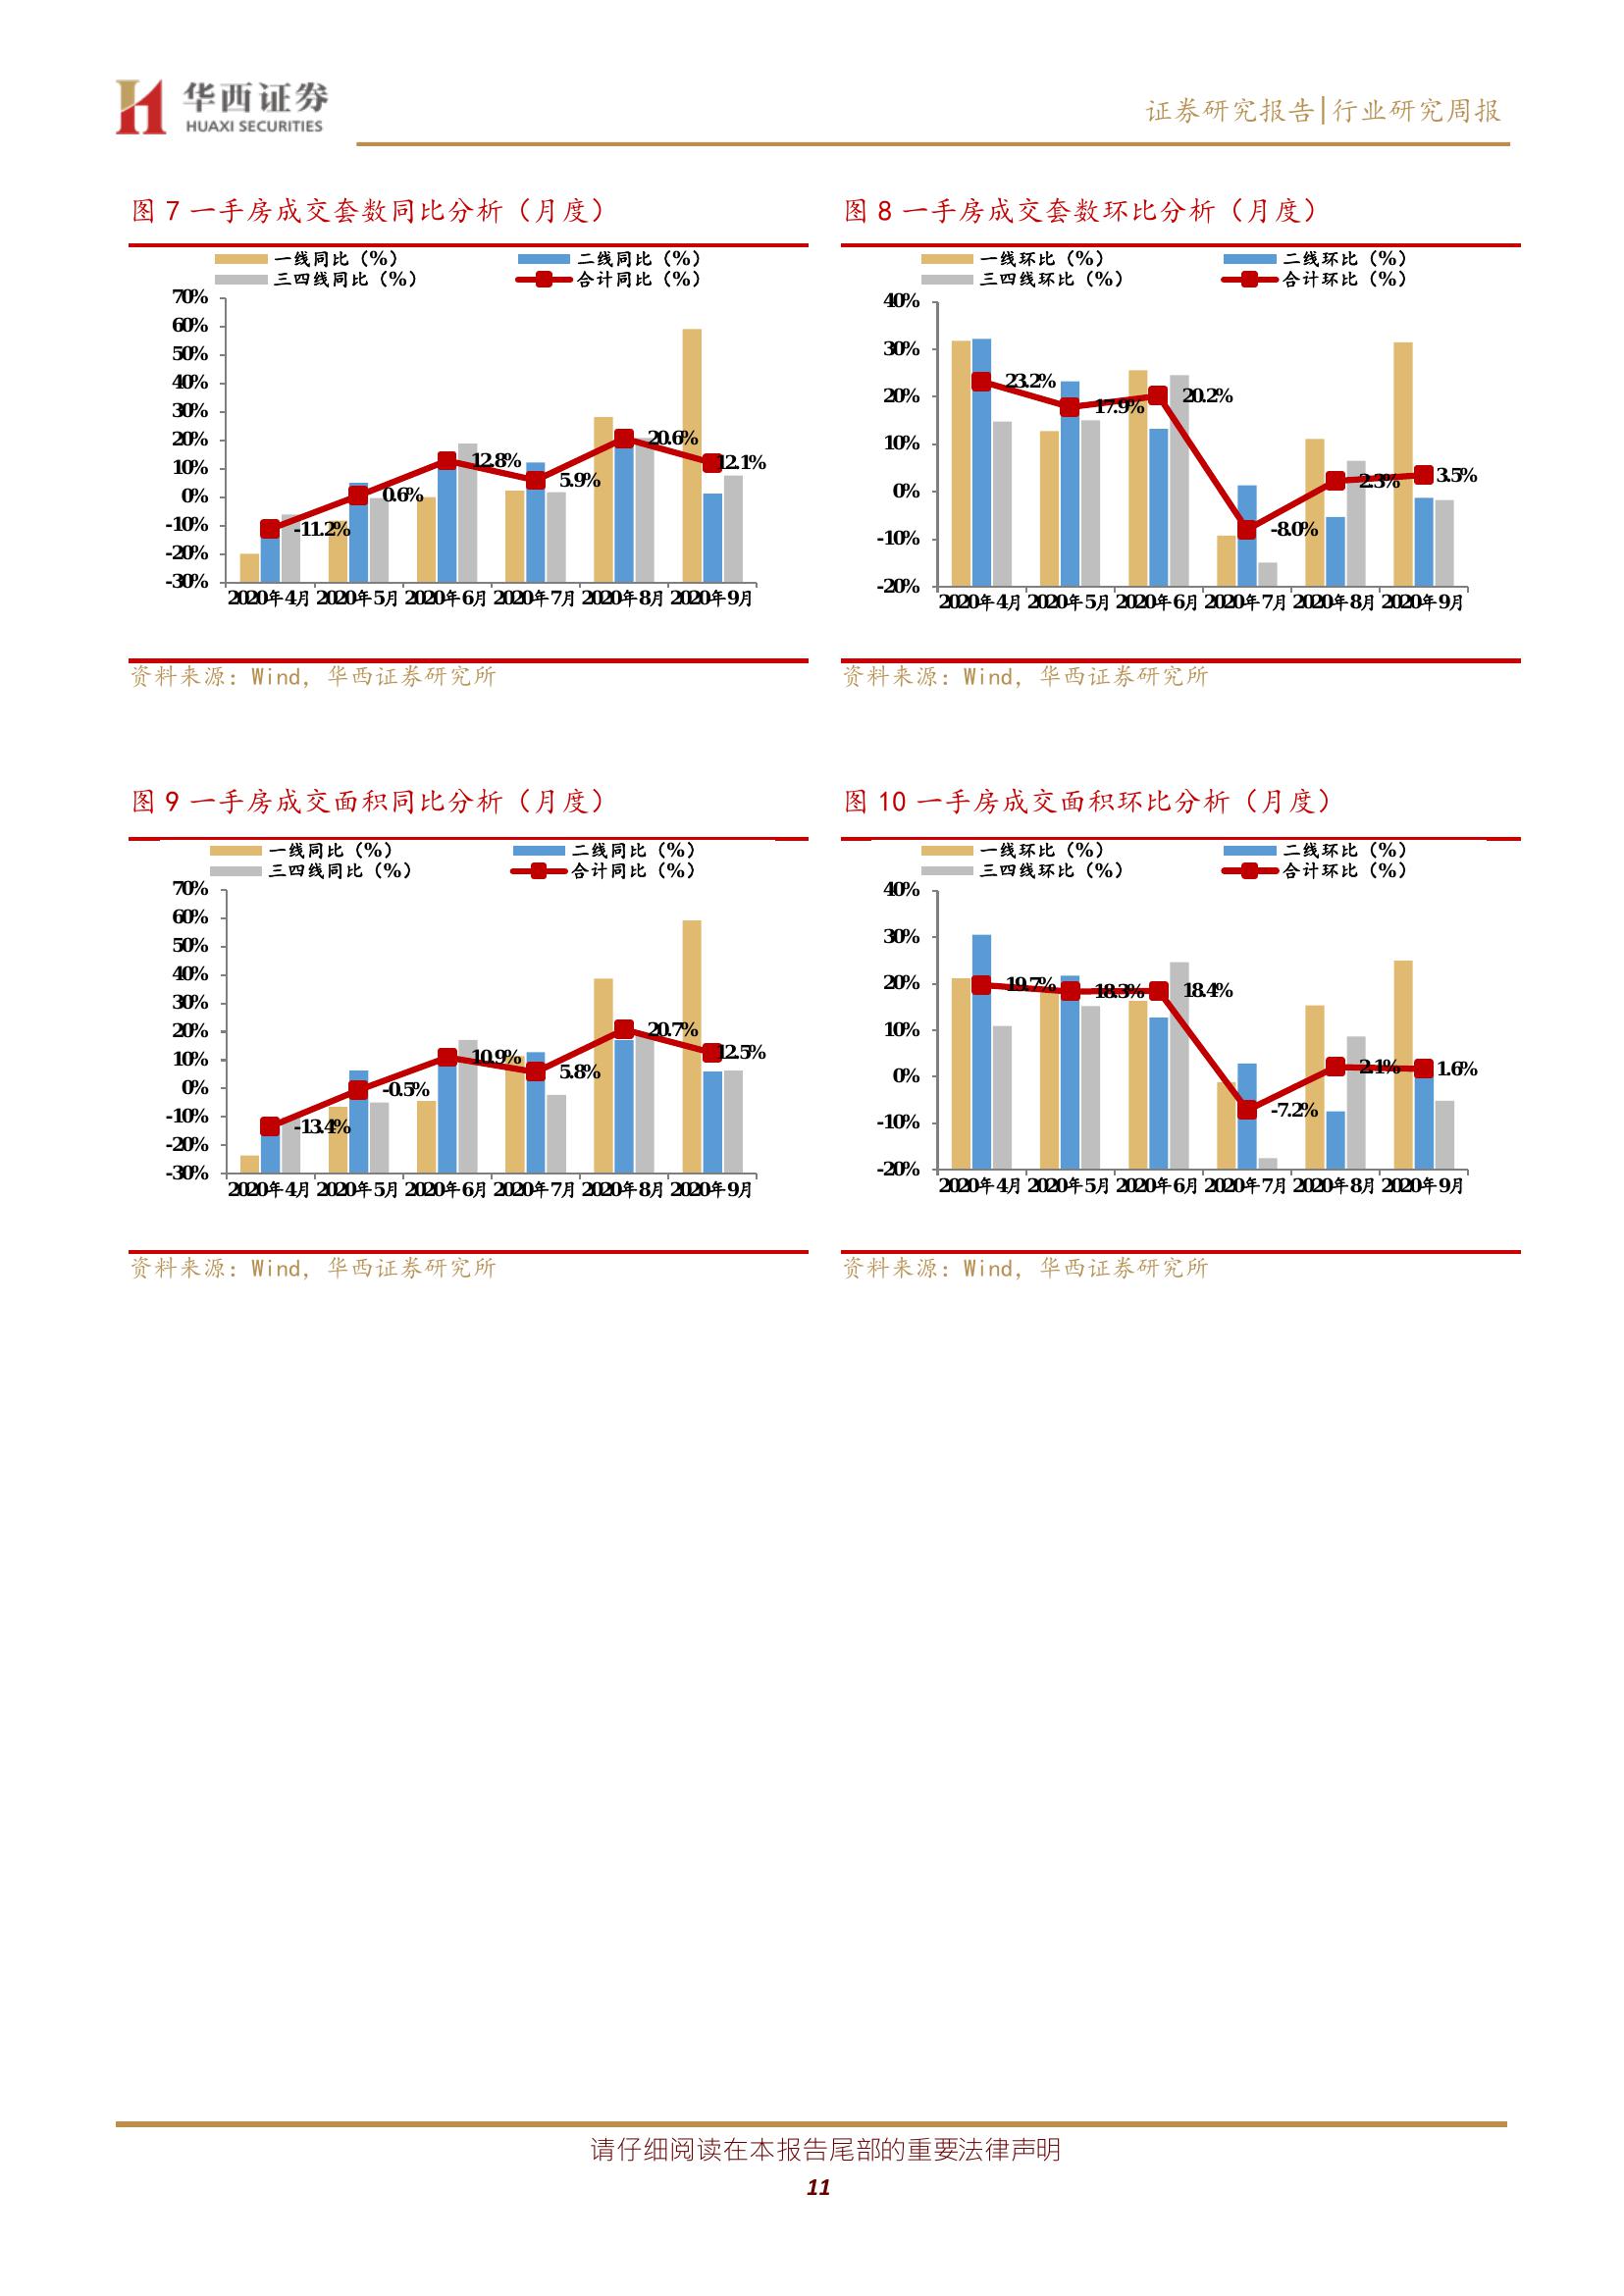 华西证券
HUAXI SECURITIES
证券研究报告|行业研究周报
图 7 一手房成交套数同比分析（月度）
一线同比（%）
二线同比（%）
三四线同比（%）
合计同比（%）
70%
60%
50%
40%
30%
20%
10%
0%
-10%
-20%
-30%
-11.2%
0.6%
12.8%
5.9%
20.6%
12.1%
2020年4月 2020年5月 2020年6月 2020年7月 2020年8月 2020年9月
资料来源：Wind，华西证券研究所
图 8 一手房成交套数环比分析（月度）
一线环比（%）
二线环比（%）
三四线环比（%）
合计环比（%）
40%
30%
20%
10%
0%
-10%
-20%
23.2%
17.9%
20.2%
-8.0%
2.3%
3.5%
2020年4月 2020年5月 2020年6月 2020年7月 2020年8月 2020年9月
资料来源：Wind，华西证券研究所
图 9 一手房成交面积同比分析（月度）
一线同比（%）
二线同比（%）
三四线同比（%）
合计同比（%）
70%
60%
50%
40%
30%
20%
10%
0%
-10%
-20%
-30%
-13.4%
-0.5%
10.9%
5.8%
20.7%
12.5%
2020年4月 2020年5月 2020年6月 2020年7月 2020年8月 2020年9月
资料来源：Wind，华西证券研究所
图 10 一手房成交面积环比分析（月度）
一线环比（%）
二线环比（%）
三四线环比（%）
合计环比（%）
40%
30%
20%
10%
0%
-10%
-20%
19.7%
18.3%
18.4%
-7.2%
2.1%
1.6%
2020年4月 2020年5月 2020年6月 2020年7月 2020年8月 2020年9月
资料来源：Wind，华西证券研究所
请仔细阅读在本报告尾部的重要法律声明
11